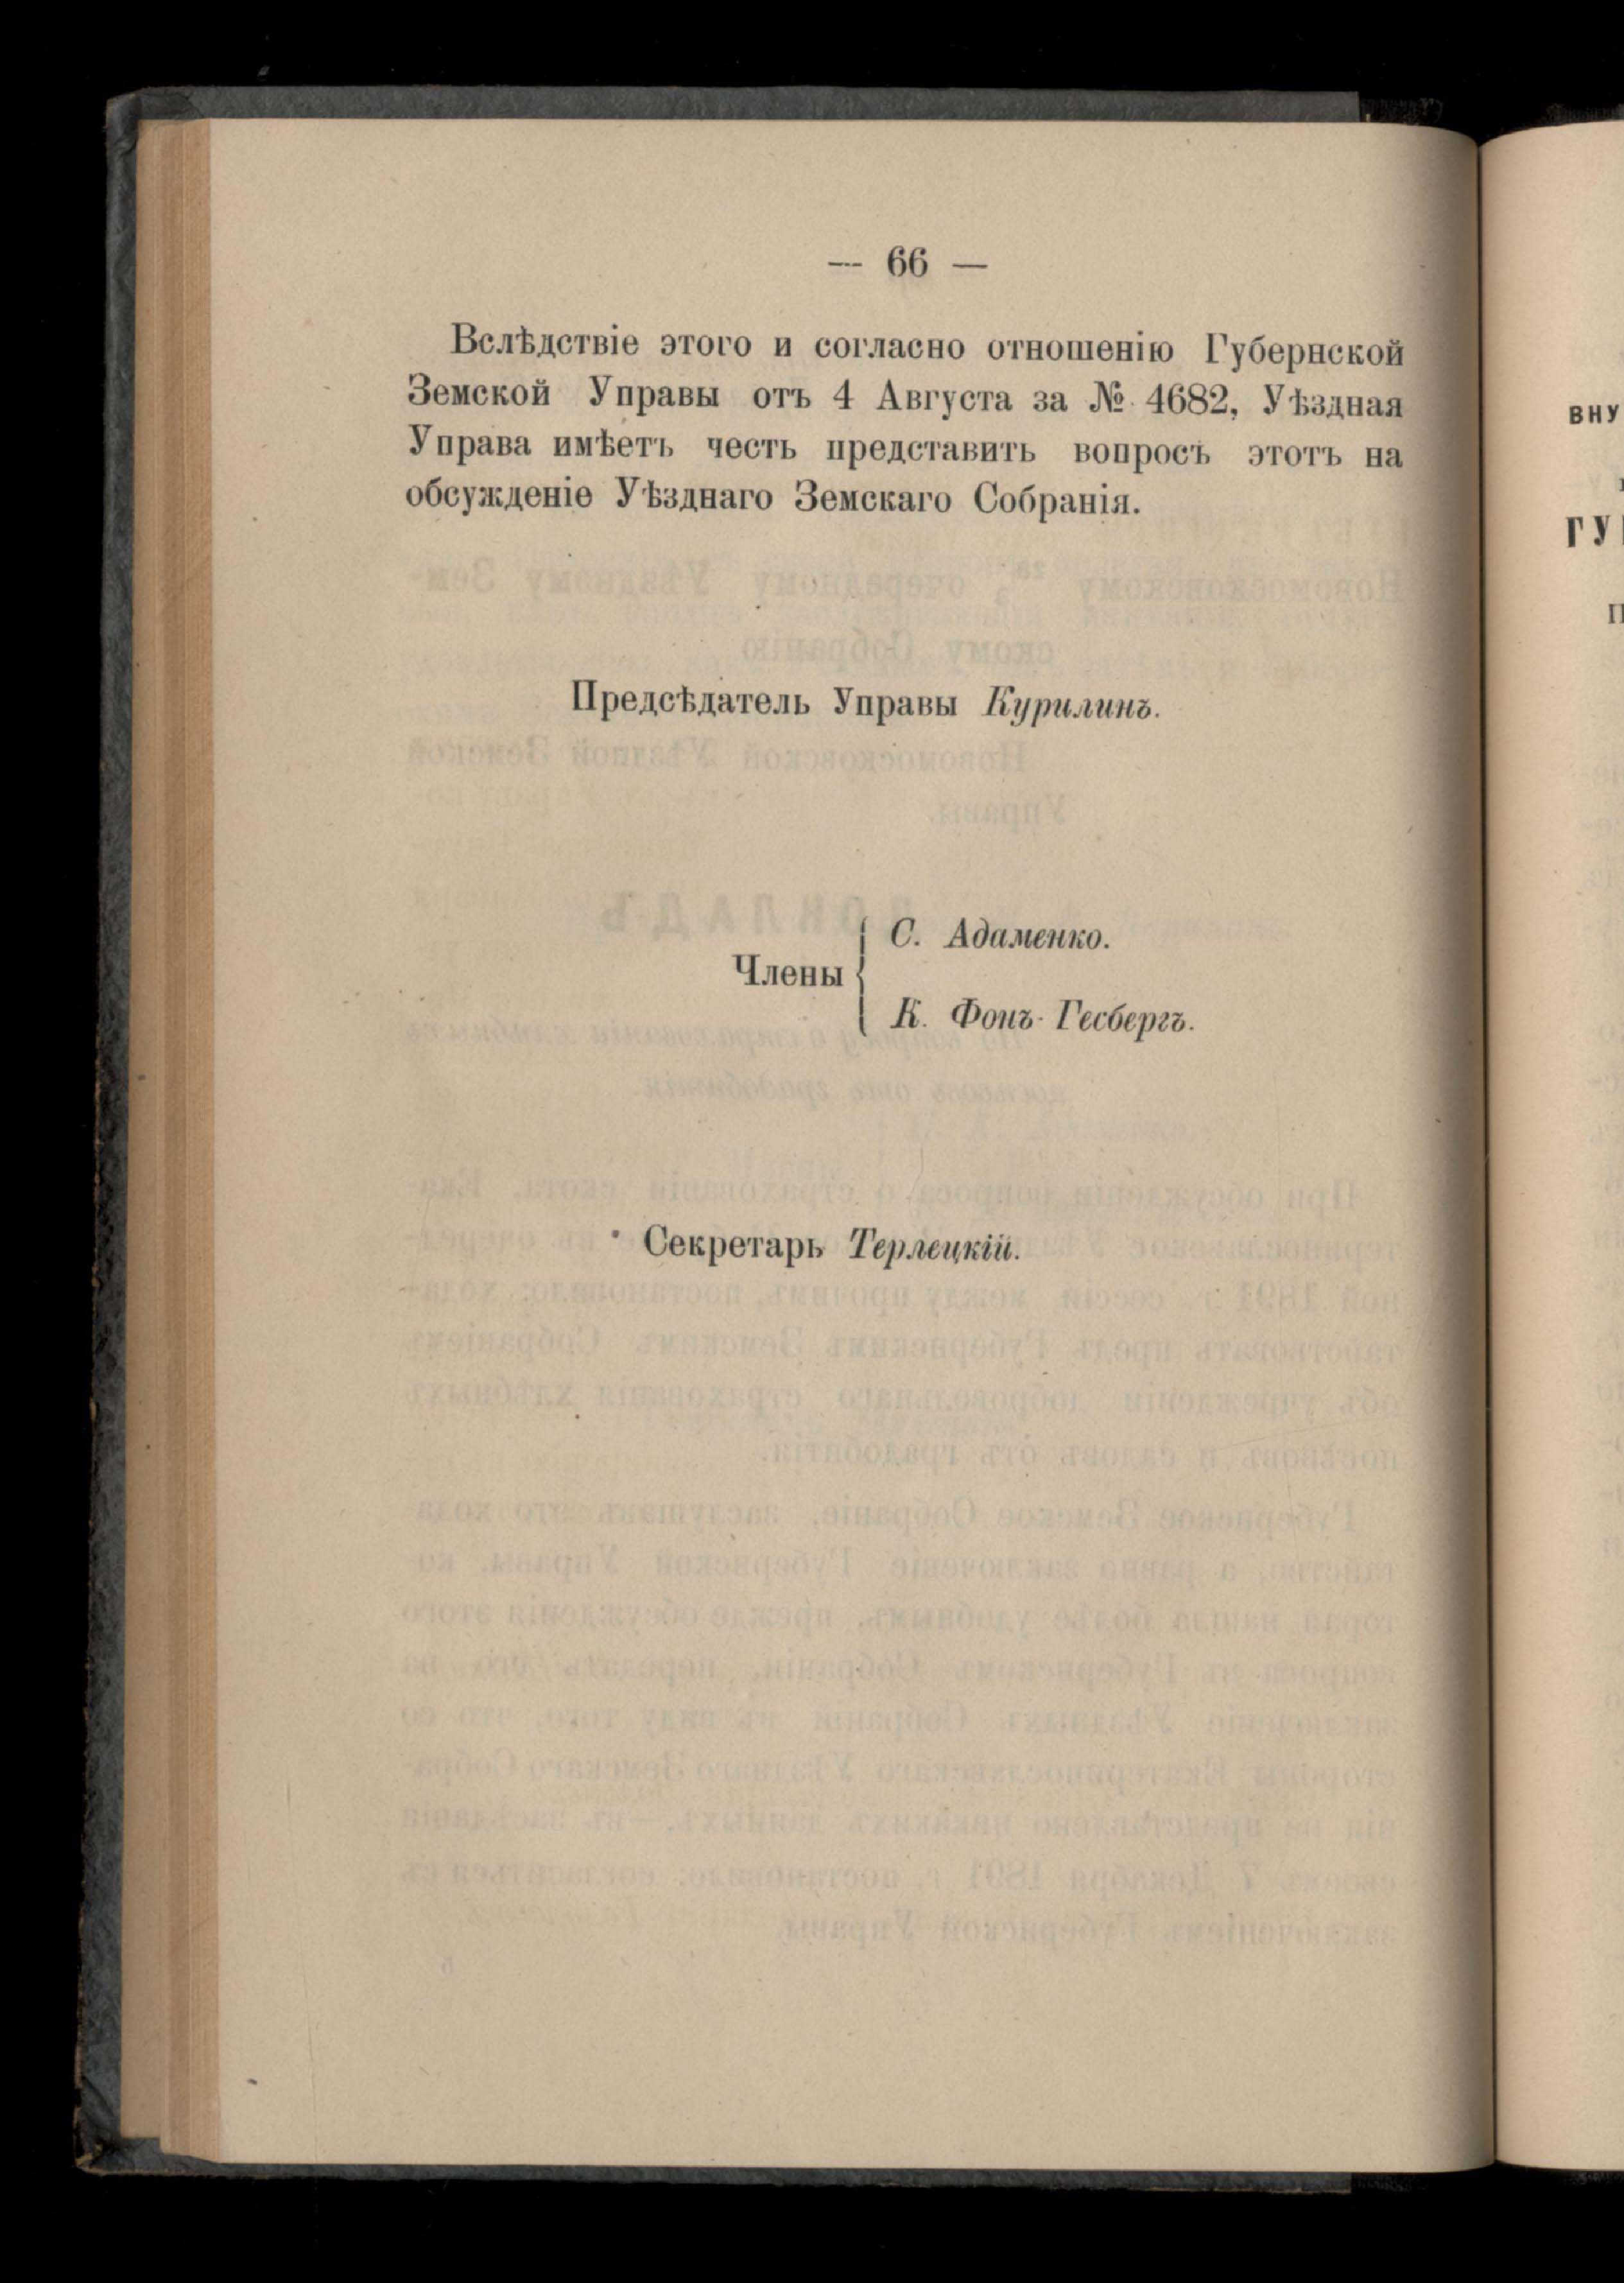 — 66 —
Вслѣдствіе этого и согласно отношенію Губернской
Земской Управы отъ 4 Августа за № 4682, Уѣздная
Управа имѣетъ честь представить вопросъ этотъ на
обсужденіе Уѣзднаго Земскаго Собранія.
Предсѣдатель Управы Курилинъ.
Члены { С. Адаменко.
К. Фонъ-Гесбергъ.
Секретарь Терлецкій.
ВНУ
ГУ